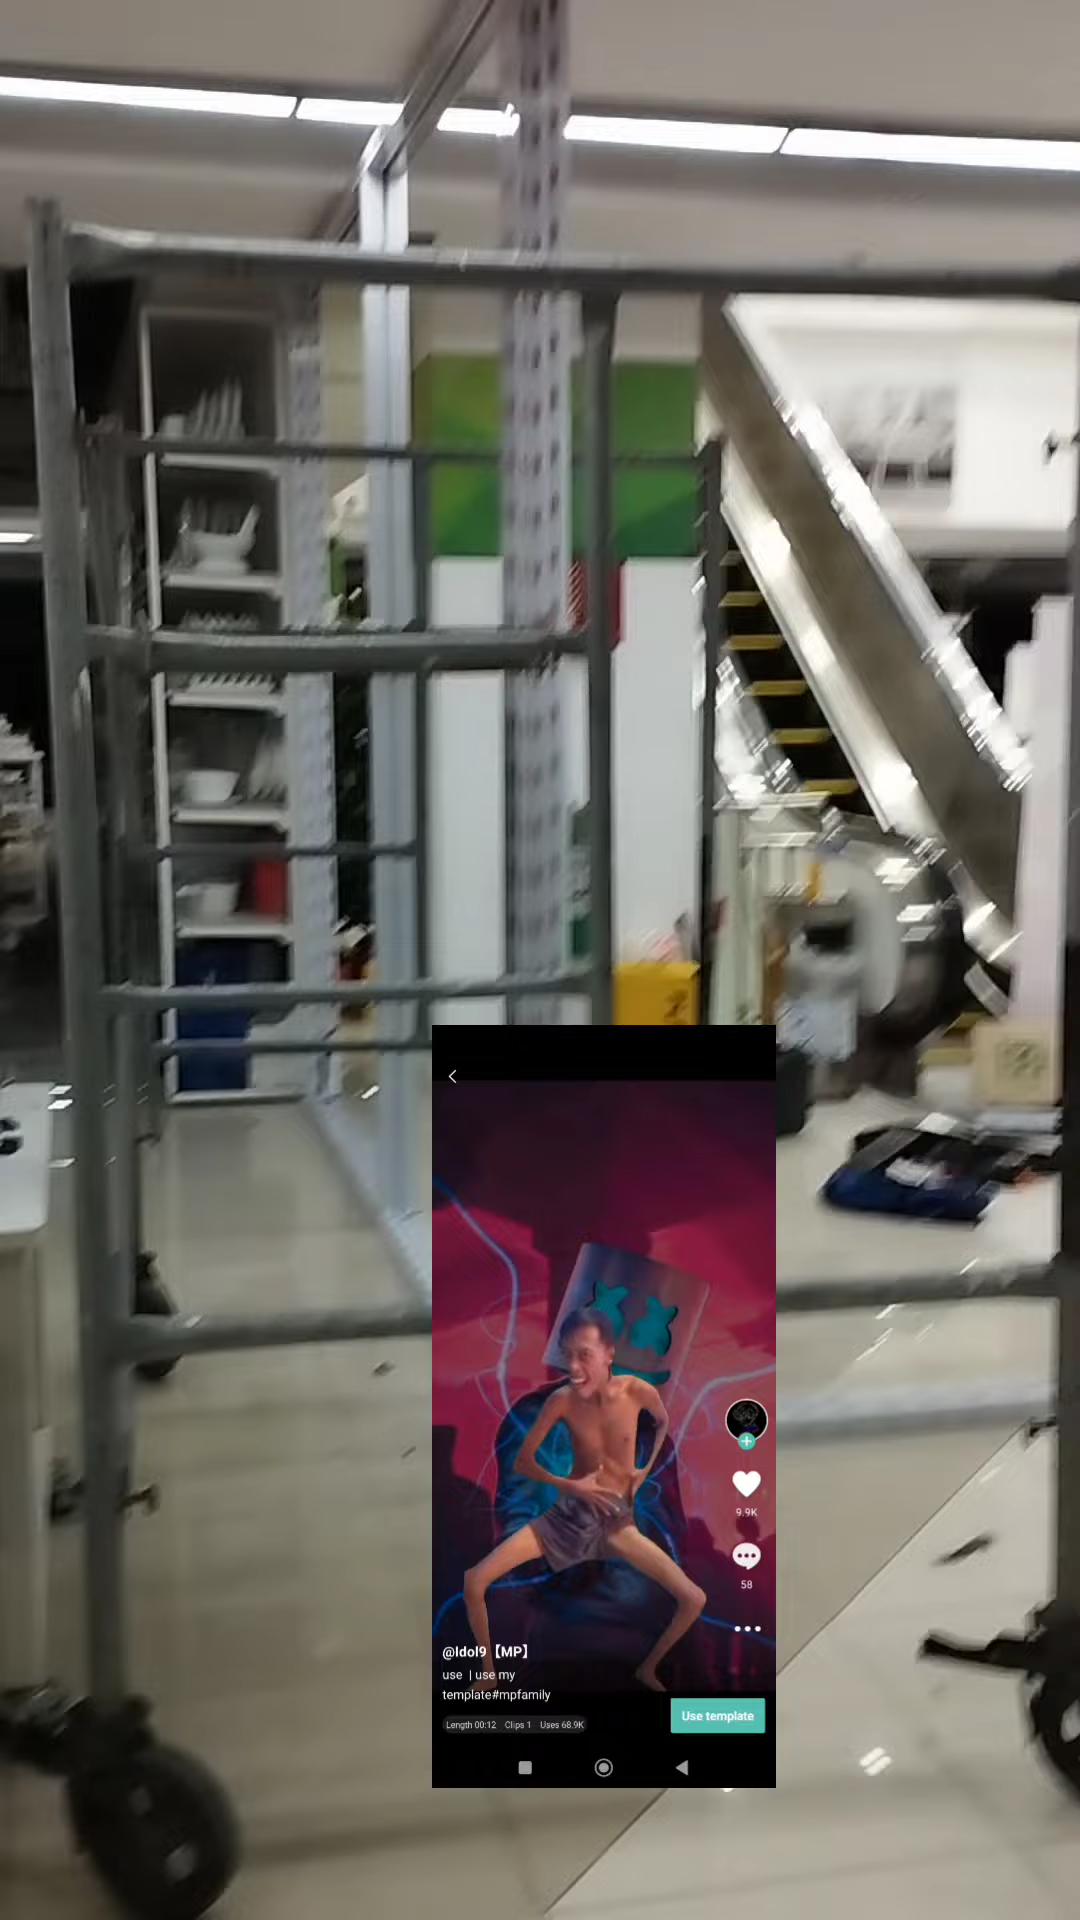 9.9K
58
@Idol9【MP】
use | use my
template#mpfamily
Length 00:12 Clips 1 Uses 68.9K
Use template